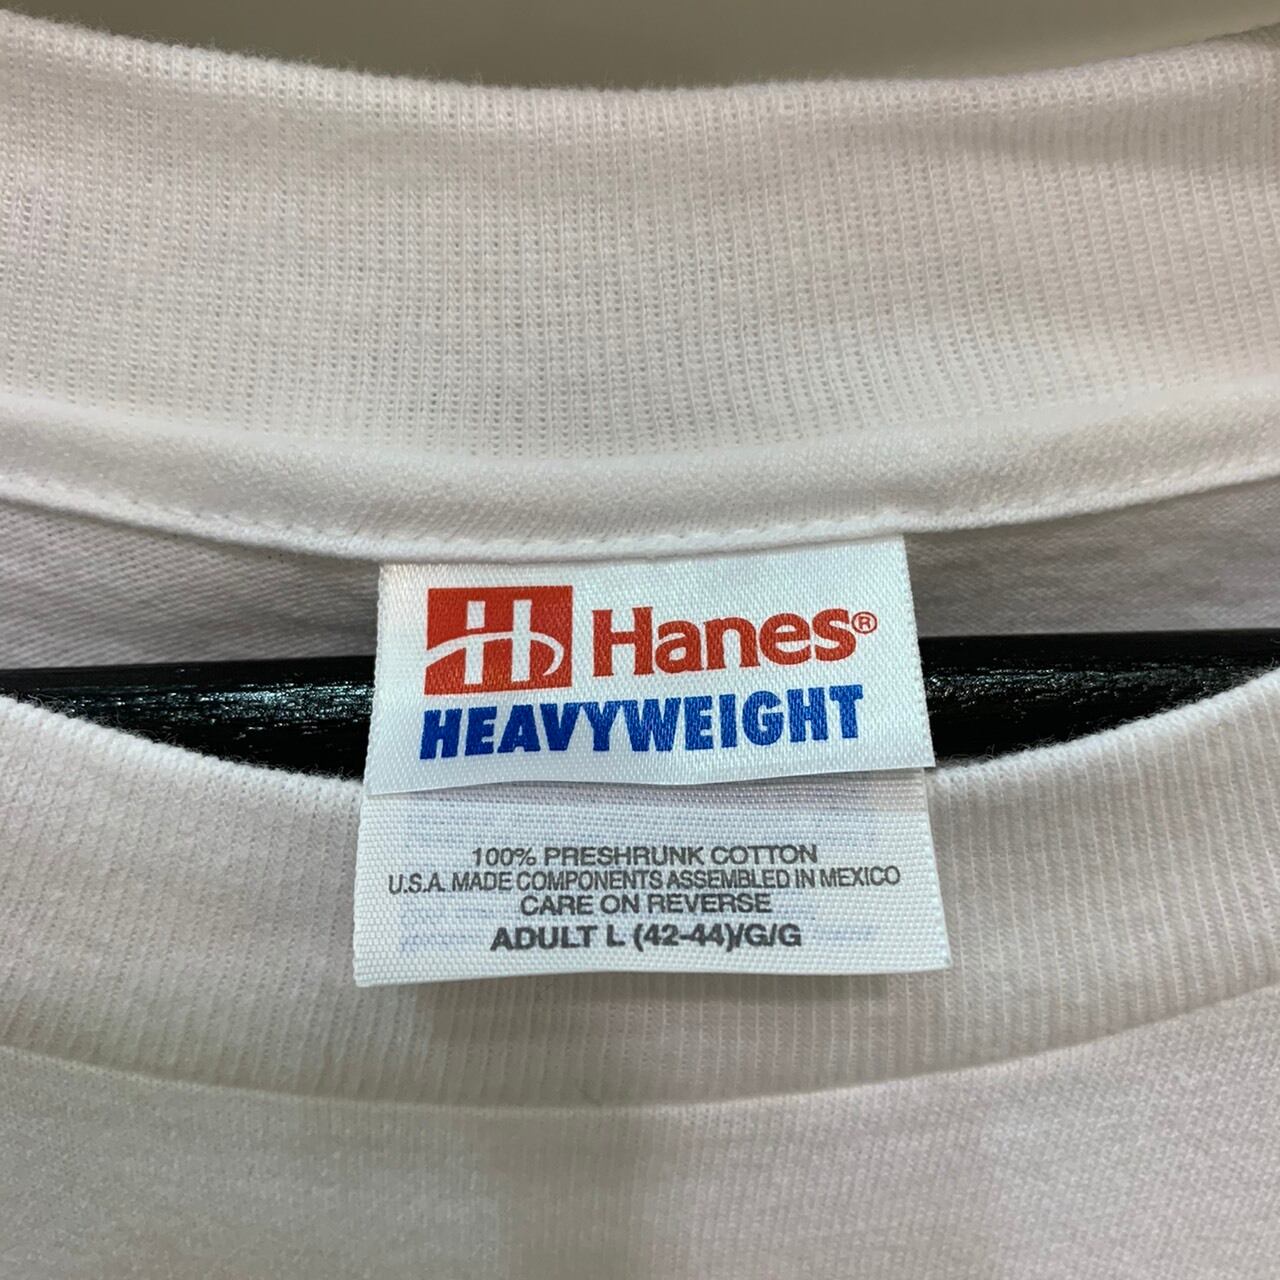 H Hanes®
HEAVYWEIGHT
100% PRESHRUNK COTTON
U.S.A. MADE COMPONENTS ASSEMBLED IN MEXICO
CARE ON REVERSE
ADULT L (42-44)/G/G